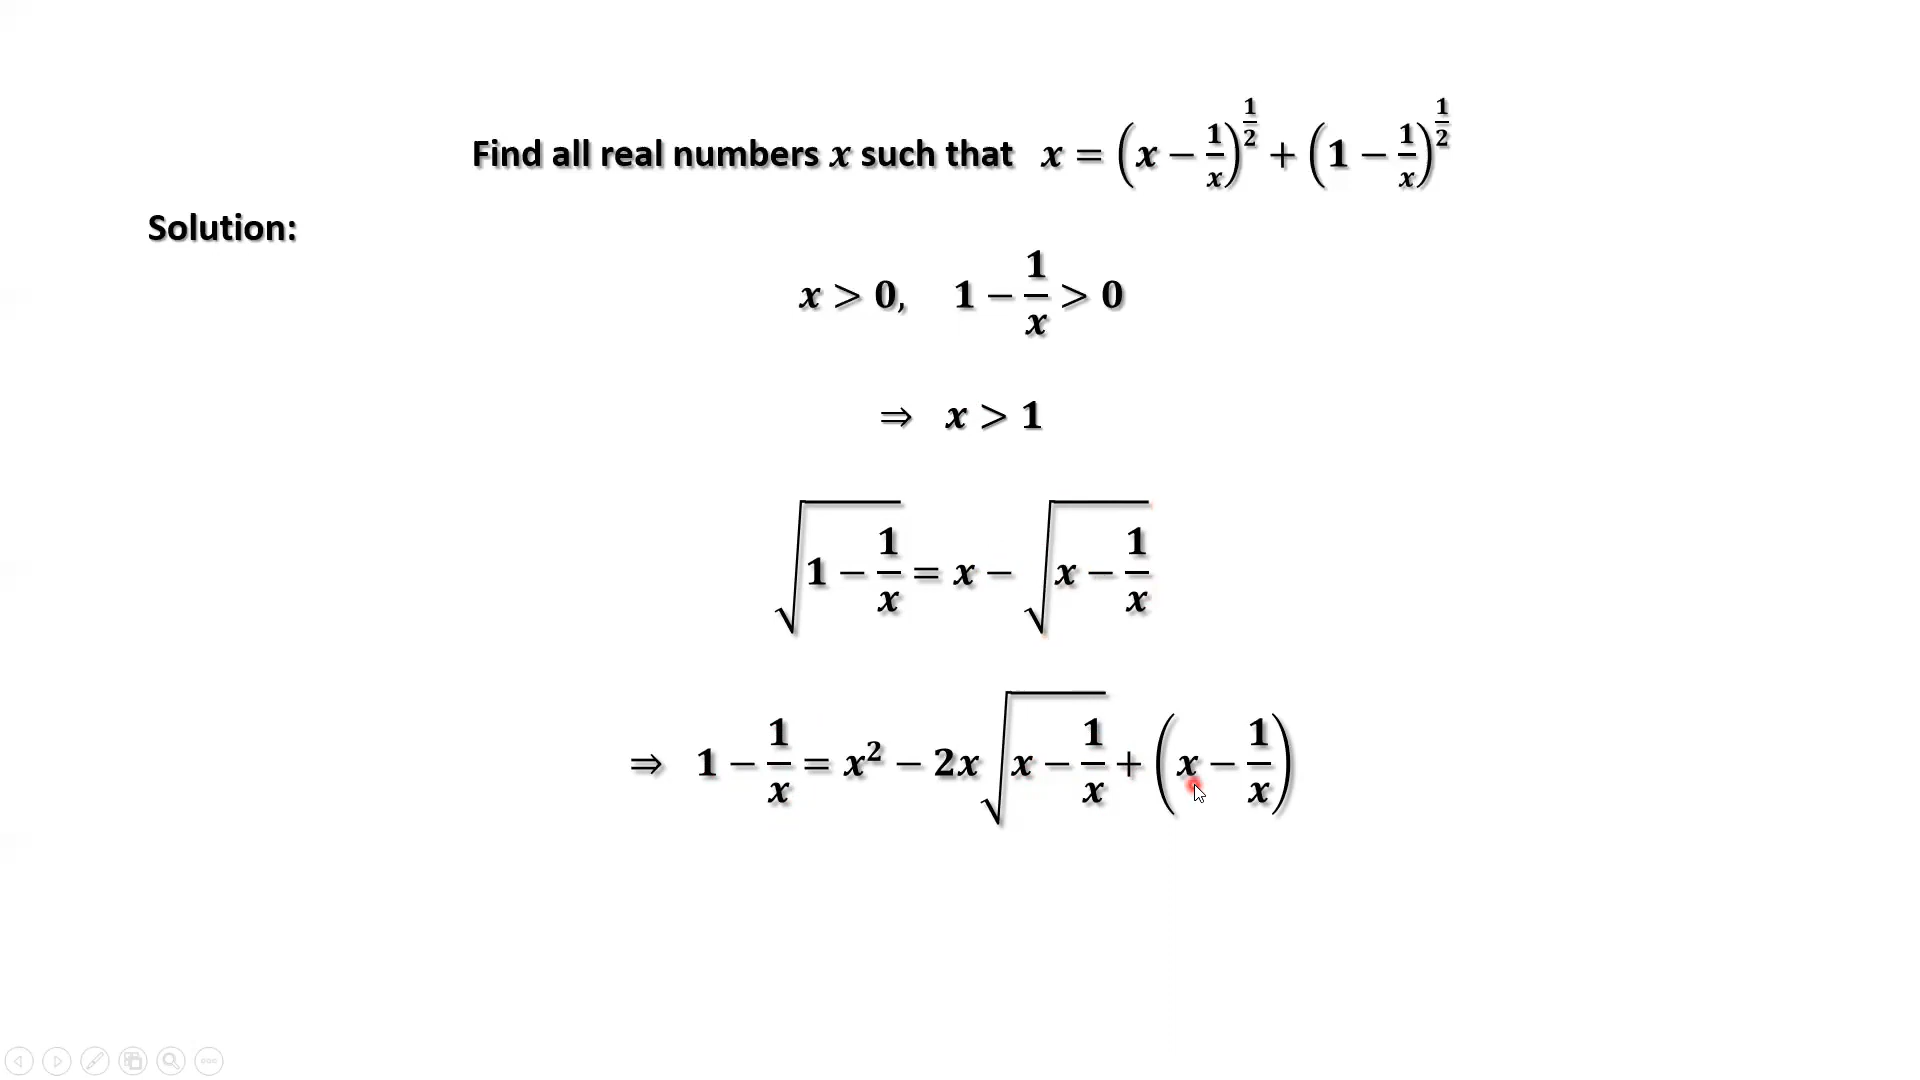 Find all real numbers x such that x = (x − 1/x)^(1/2) + (1 − 1/x)^(1/2)
Solution:
x > 0, 1 − 1/x > 0
⇒ x > 1
√(1 − 1/x) = x − √(x − 1/x)
⇒ 1 − 1/x = x² − 2x√(x − 1/x) + (x − 1/x)